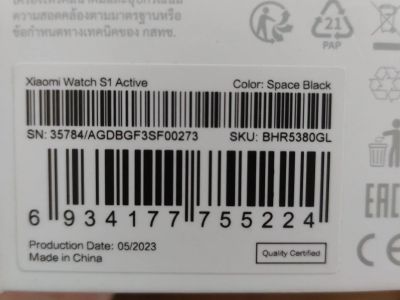 ความสอดคล้องตามมาตรฐานหรือ
ข้อกำหนดทางเทคนิคของ กสทช.
21
PAP
Xiaomi Watch S1 Active
Color: Space Black
SN: 35784/AGDBGF3SF00273
SKU: BHR5380GL
6 934177 755224
Production Date: 05/2023
Made in China
Quality Certified
EAC
CE